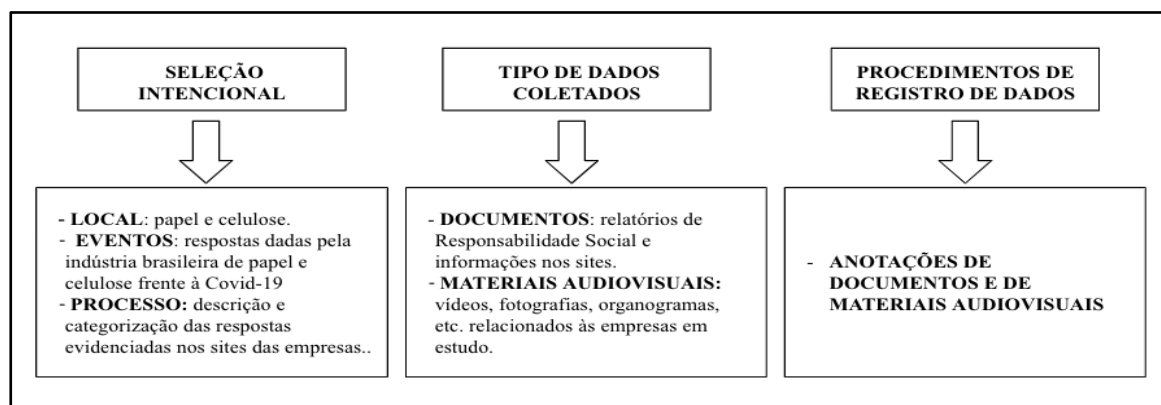 SELEÇÃO
INTENCIONAL
- LOCAL: papel e celulose.
- EVENTOS: respostas dadas pela
indústria brasileira de papel e
celulose frente à Covid-19
- PROCESSO: descrição e
categorização das respostas
evidenciadas nos sites das empresas..
TIPO DE DADOS
COLETADOS
- DOCUMENTOS: relatórios de
Responsabilidade Social e
informações nos sites.
- MATERIAIS AUDIOVISUAIS:
vídeos, fotografias, organogramas,
etc. relacionados às empresas em
estudo.
PROCEDIMENTOS DE
REGISTRO DE DADOS
- ANOTAÇÕES DE
DOCUMENTOS E DE
MATERIAIS AUDIOVISUAIS